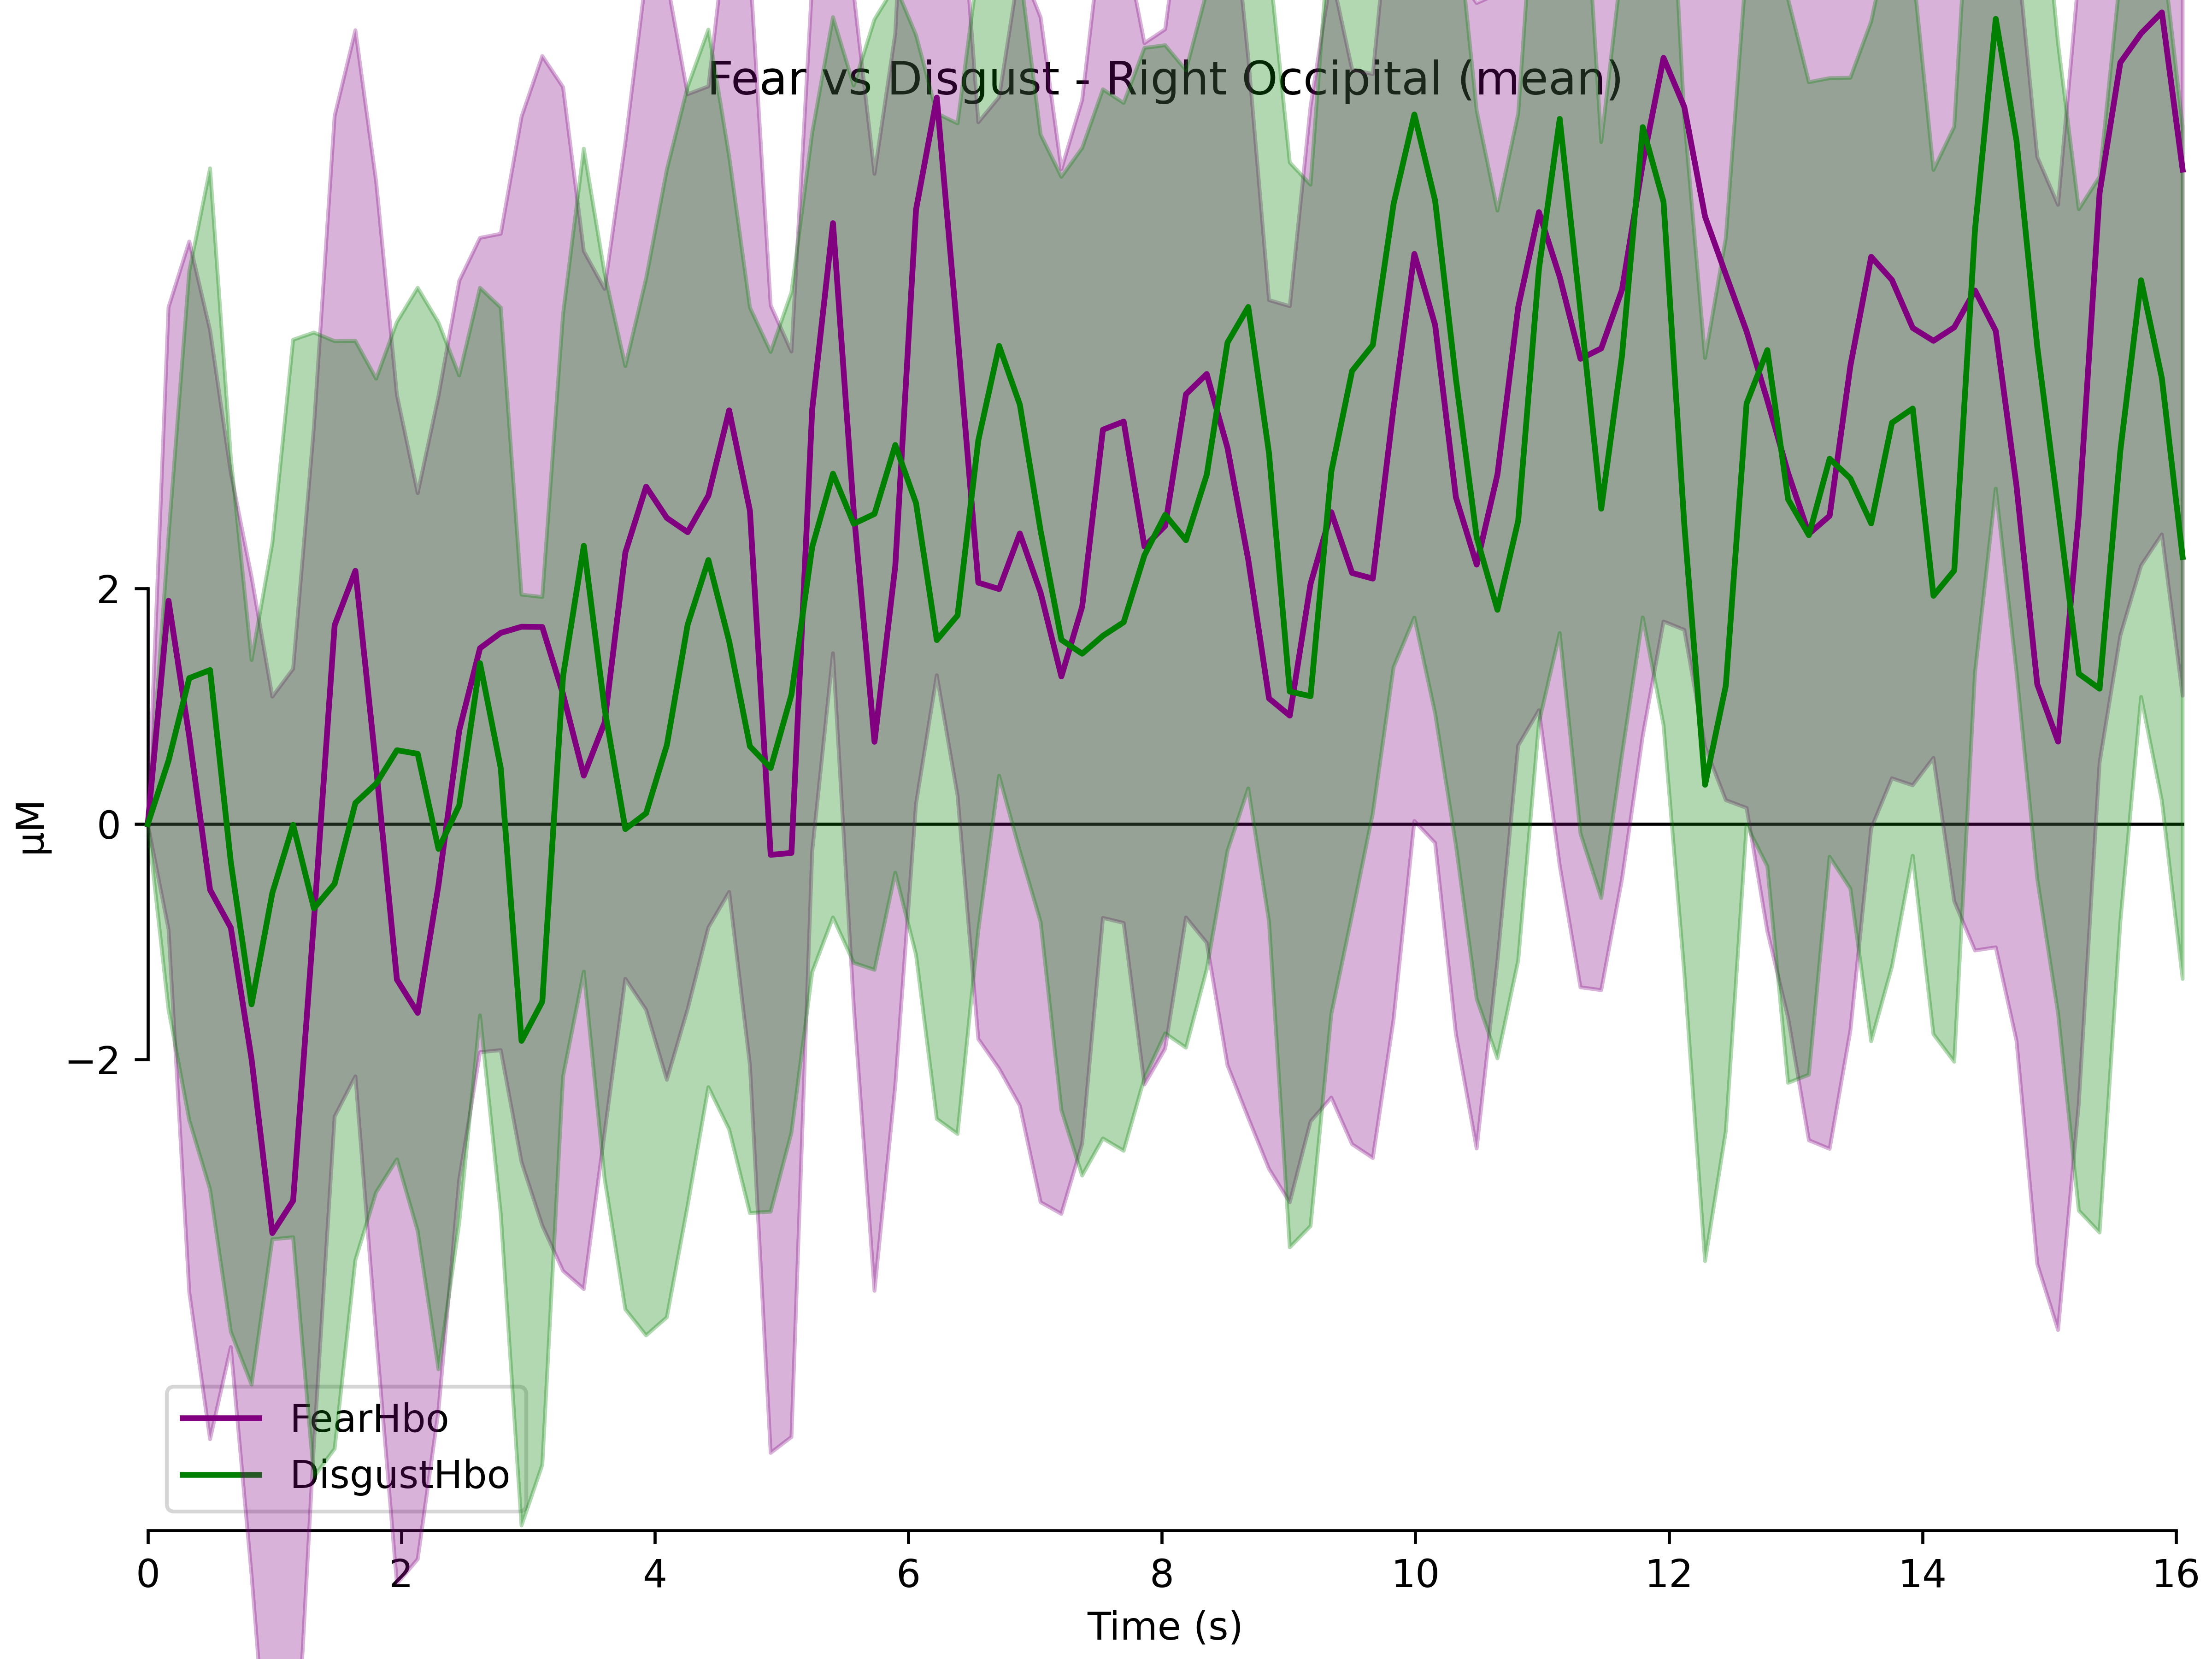 Fear vs Disgust - Right Occipital (mean)
µM
2
0
−2
FearHbo
DisgustHbo
0 2 4 6 8 10 12 14 16
Time (s)